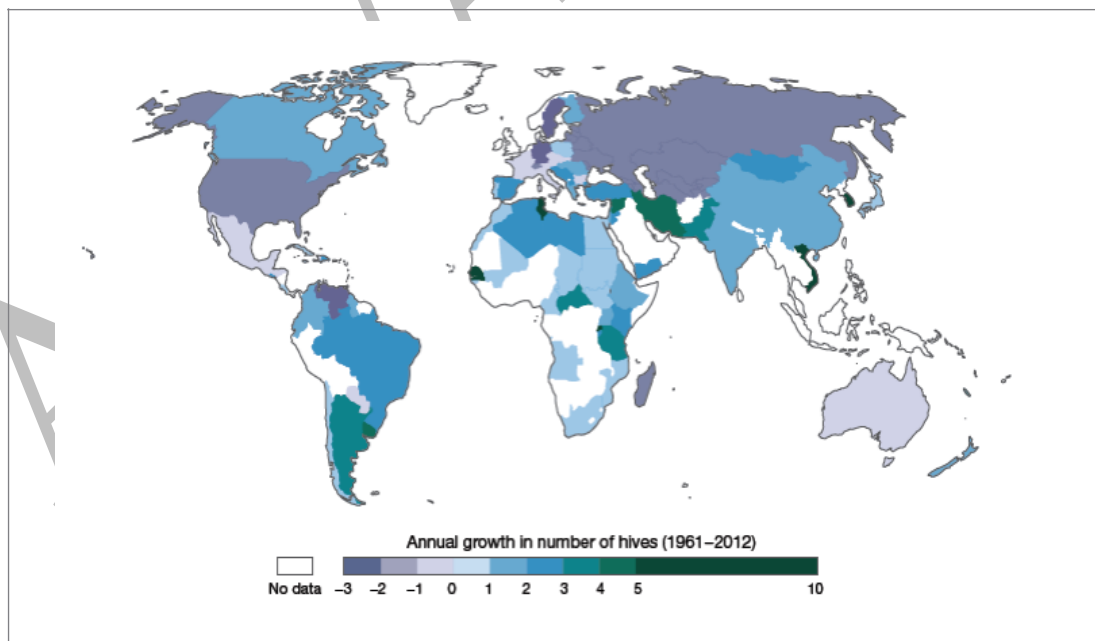 Annual growth in number of hives (1961–2012)
No data −3 −2 −1 0 1 2 3 4 5 10